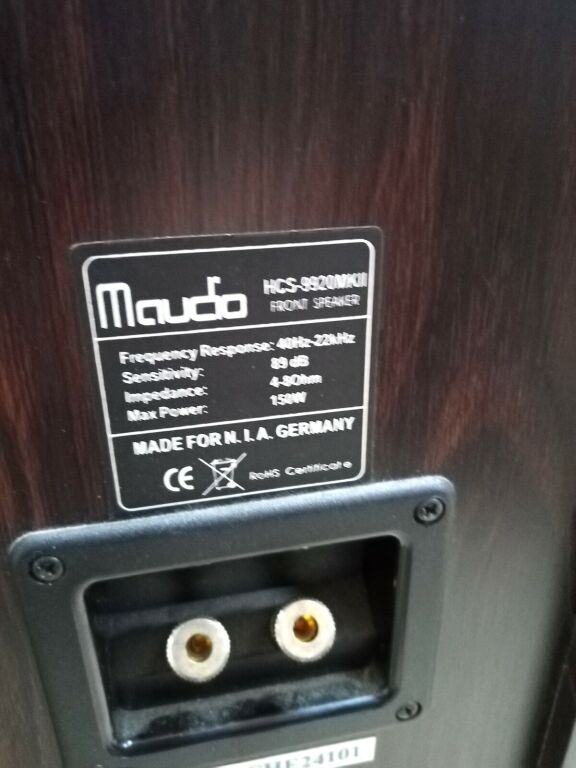 Maudio
HCS-9920MKII
FRONT SPEAKER
Frequency Response: 40Hz-22kHz
Sensitivity: 89 dB
Impedance: 4-8Ohm
Max Power: 150W
MADE FOR N. I. A. GERMANY
CE RoHS Certificate
24101